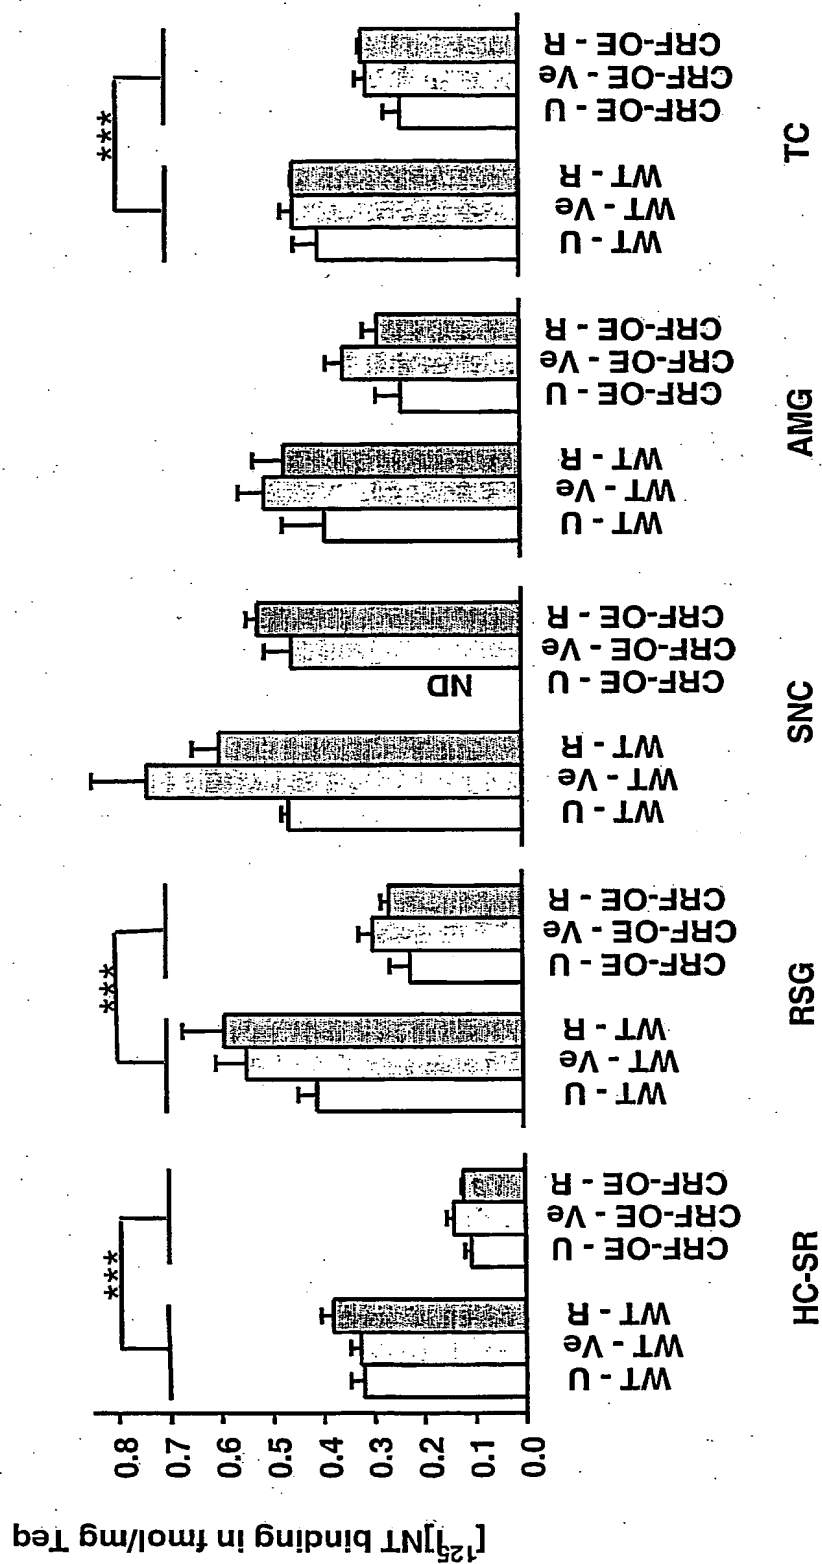 [¹²⁵I]NT binding in fmol/mg Teq
0.8
0.7
0.6
0.5
0.4
0.3
0.2
0.1
0.0
***
WT - U
WT - Ve
WT - R
CRF-OE - U
CRF-OE - Ve
CRF-OE - R
HC-SR
***
WT - U
WT - Ve
WT - R
CRF-OE - U
CRF-OE - Ve
CRF-OE - R
RSG
WT - U
WT - Ve
WT - R
ND
CRF-OE - U
CRF-OE - Ve
CRF-OE - R
SNC
WT - U
WT - Ve
WT - R
CRF-OE - U
CRF-OE - Ve
CRF-OE - R
AMG
***
WT - U
WT - Ve
WT - R
CRF-OE - U
CRF-OE - Ve
CRF-OE - R
TC